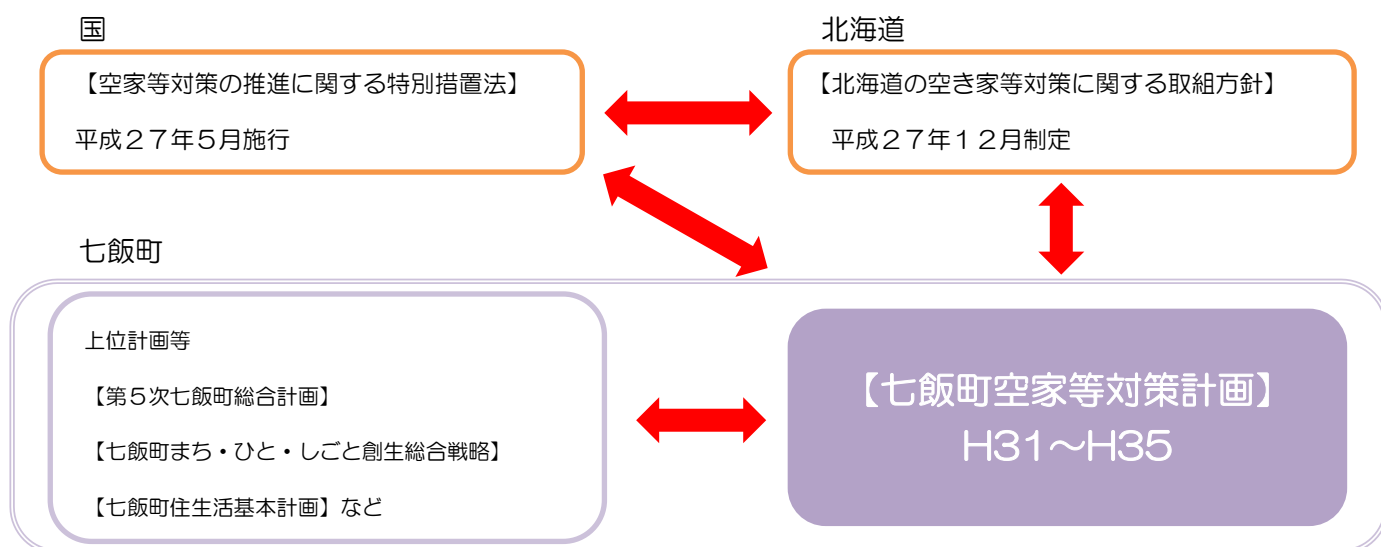 国
【空家等対策の推進に関する特別措置法】
平成２７年５月施行
北海道
【北海道の空き家等対策に関する取組方針】
平成２７年１２月制定
七飯町
上位計画等
【第５次七飯町総合計画】
【七飯町まち・ひと・しごと創生総合戦略】
【七飯町住生活基本計画】など
【七飯町空家等対策計画】
H31～H35